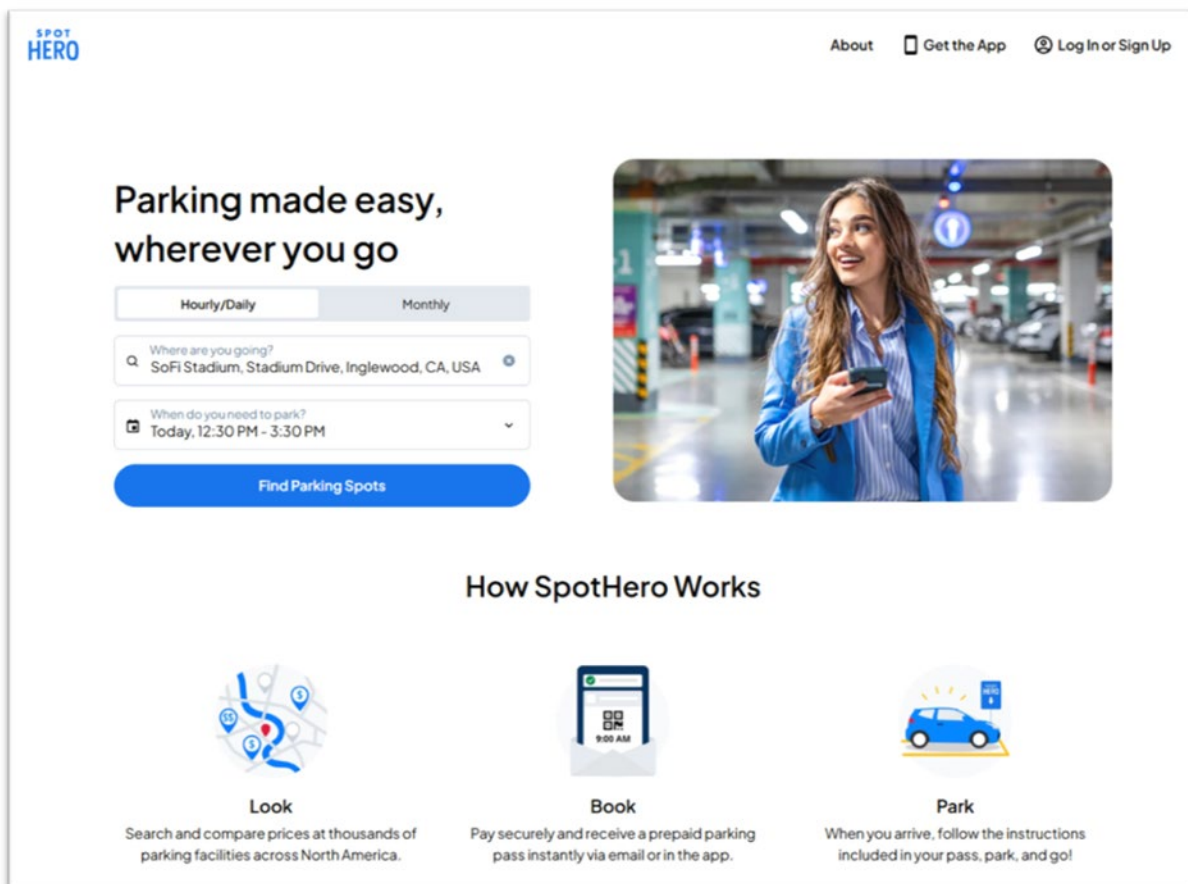 SPOT
HERO
About
Get the App
Log In or Sign Up
Parking made easy,
wherever you go
Hourly/Daily
Monthly
Where are you going?
SoFi Stadium, Stadium Drive, Inglewood, CA, USA
When do you need to park?
Today, 12:30 PM - 3:30 PM
Find Parking Spots
-1
How SpotHero Works
$
$$
$
9:00 AM
SPOT
HERO
Look
Search and compare prices at thousands of
parking facilities across North America.
Book
Pay securely and receive a prepaid parking
pass instantly via email or in the app.
Park
When you arrive, follow the instructions
included in your pass, park, and go!